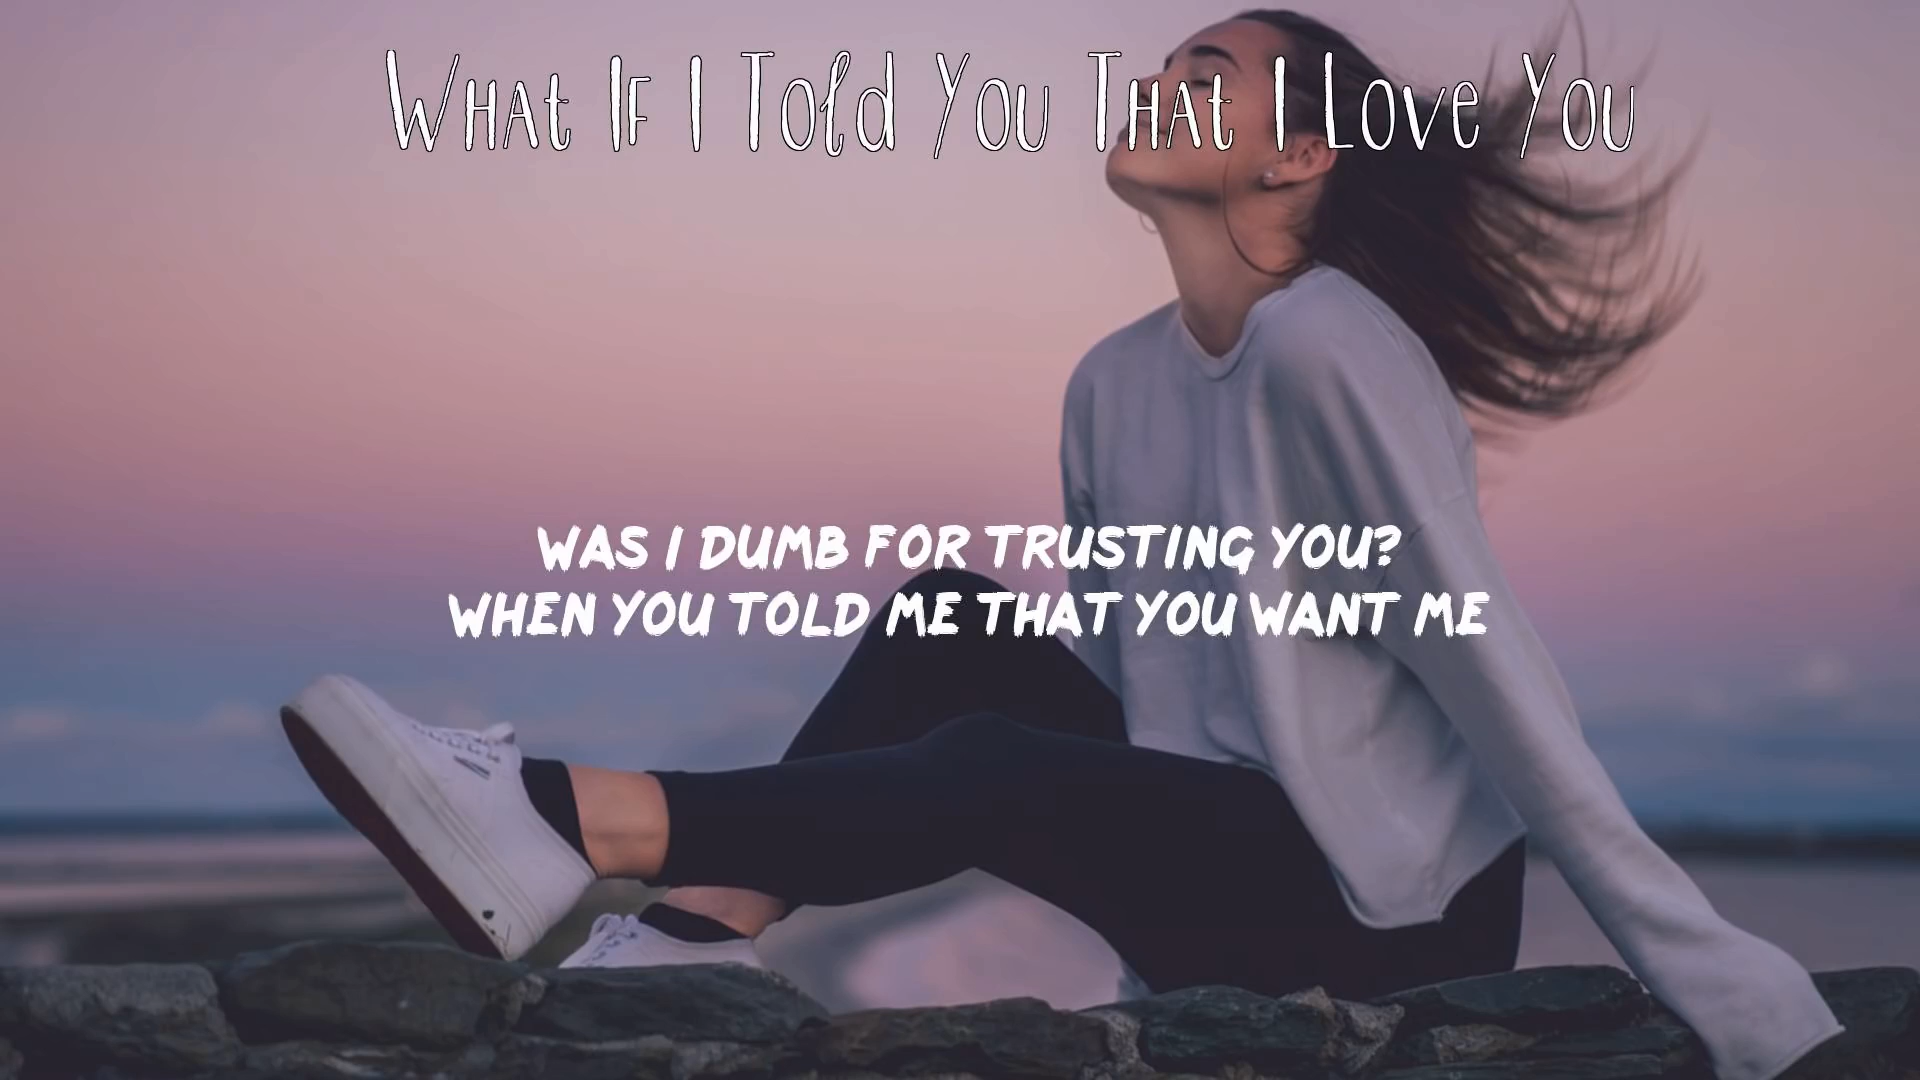 What If I Told You That I Love You
WAS I DUMB FOR TRUSTING YOU?
WHEN YOU TOLD ME THAT YOU WANT ME